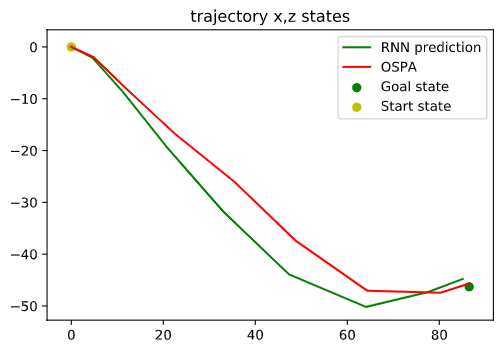 trajectory x,z states
RNN prediction
OSPA
Goal state
Start state
0
−10
−20
−30
−40
−50
0 20 40 60 80